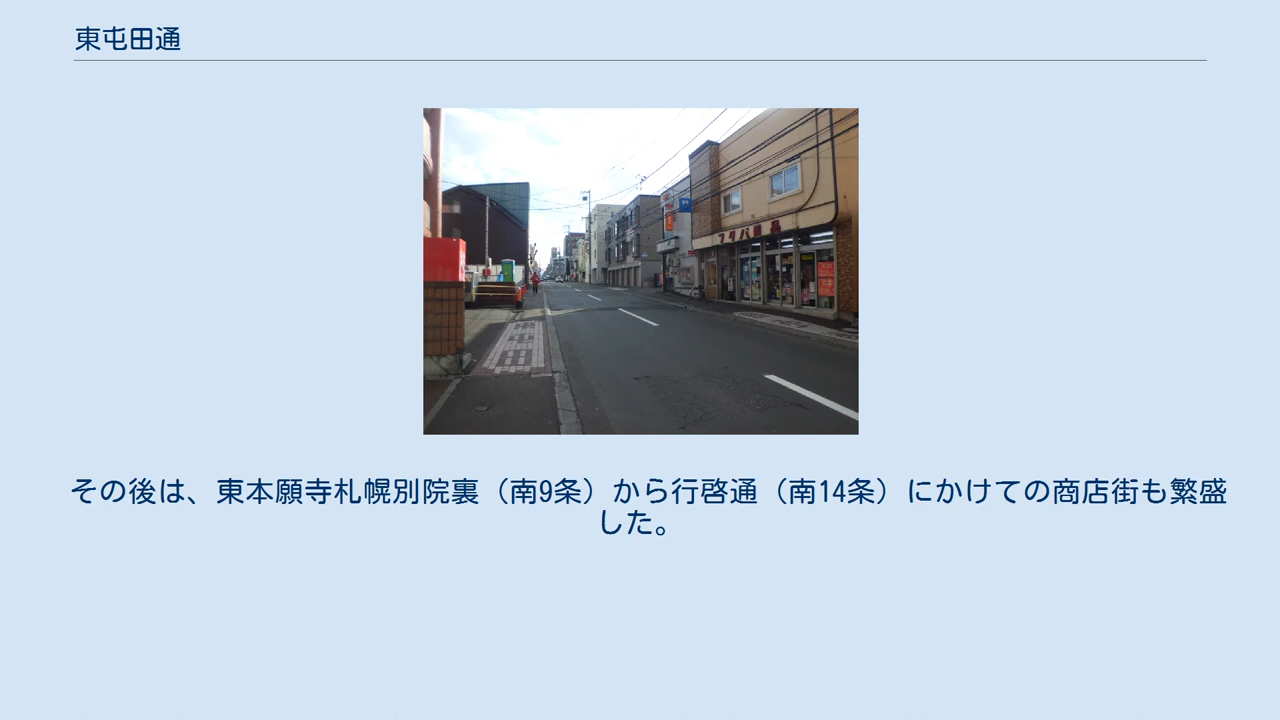 東屯田通
その後は、東本願寺札幌別院裏（南9条）から行啓通（南14条）にかけての商店街も繁盛
した。